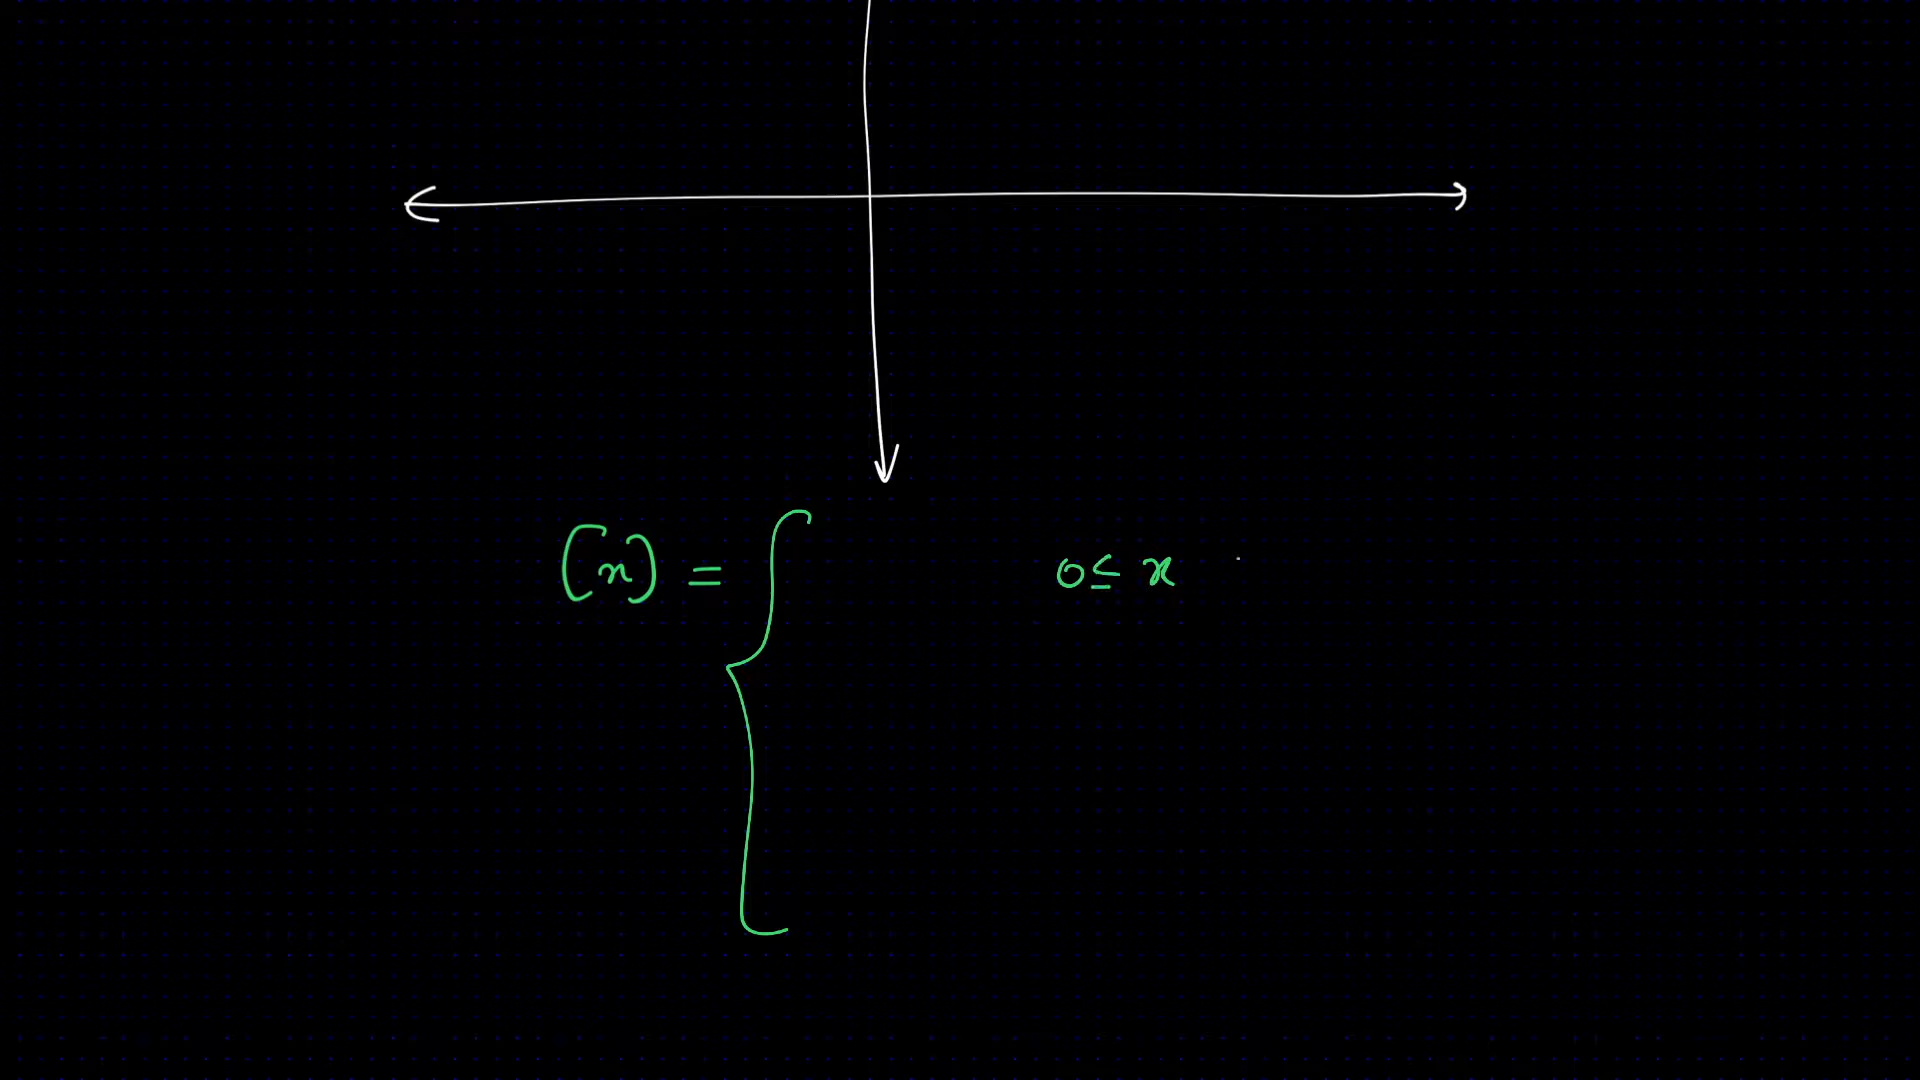 (x) = { 0 ≤ x